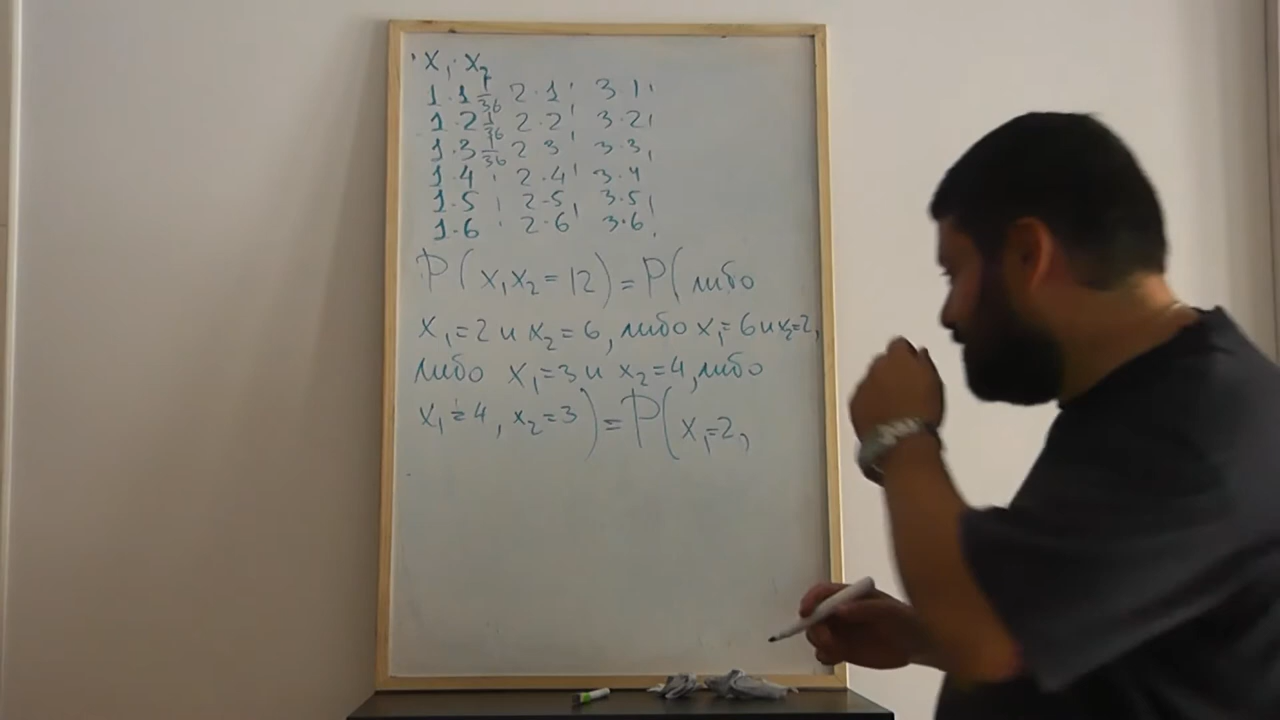 X₁·X₂
1·1 1/36 2·1 ' 3 1 '
1·2 1/36 2·2 ' 3·2 '
1·3 1/36 2 3 ' 3·3 '
1·4 ' 2·4 ' 3·4
1·5 ' 2·5 ' 3·5 '
1·6 ' 2·6 ' 3·6 '
P(X₁X₂=12)=P(либо
X₁=2 и X₂=6, либо X₁=6 и X₂=2,
либо X₁=3 и X₂=4, либо
X₁=4, X₂=3)=P(X₁=2,